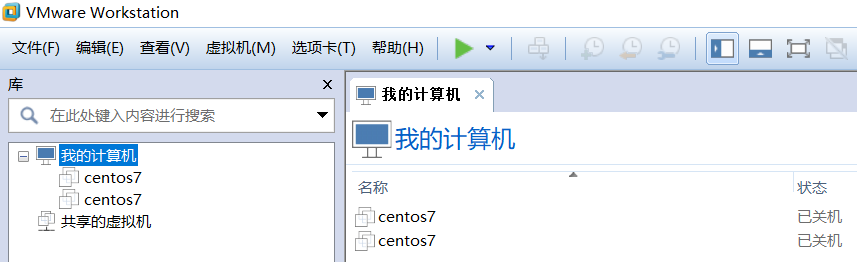 VMware Workstation
文件(F) 编辑(E) 查看(V) 虚拟机(M) 选项卡(T) 帮助(H)
库
在此处键入内容进行搜索
我的计算机
centos7
centos7
共享的虚拟机
我的计算机
我的计算机
名称 状态
centos7 已关机
centos7 已关机